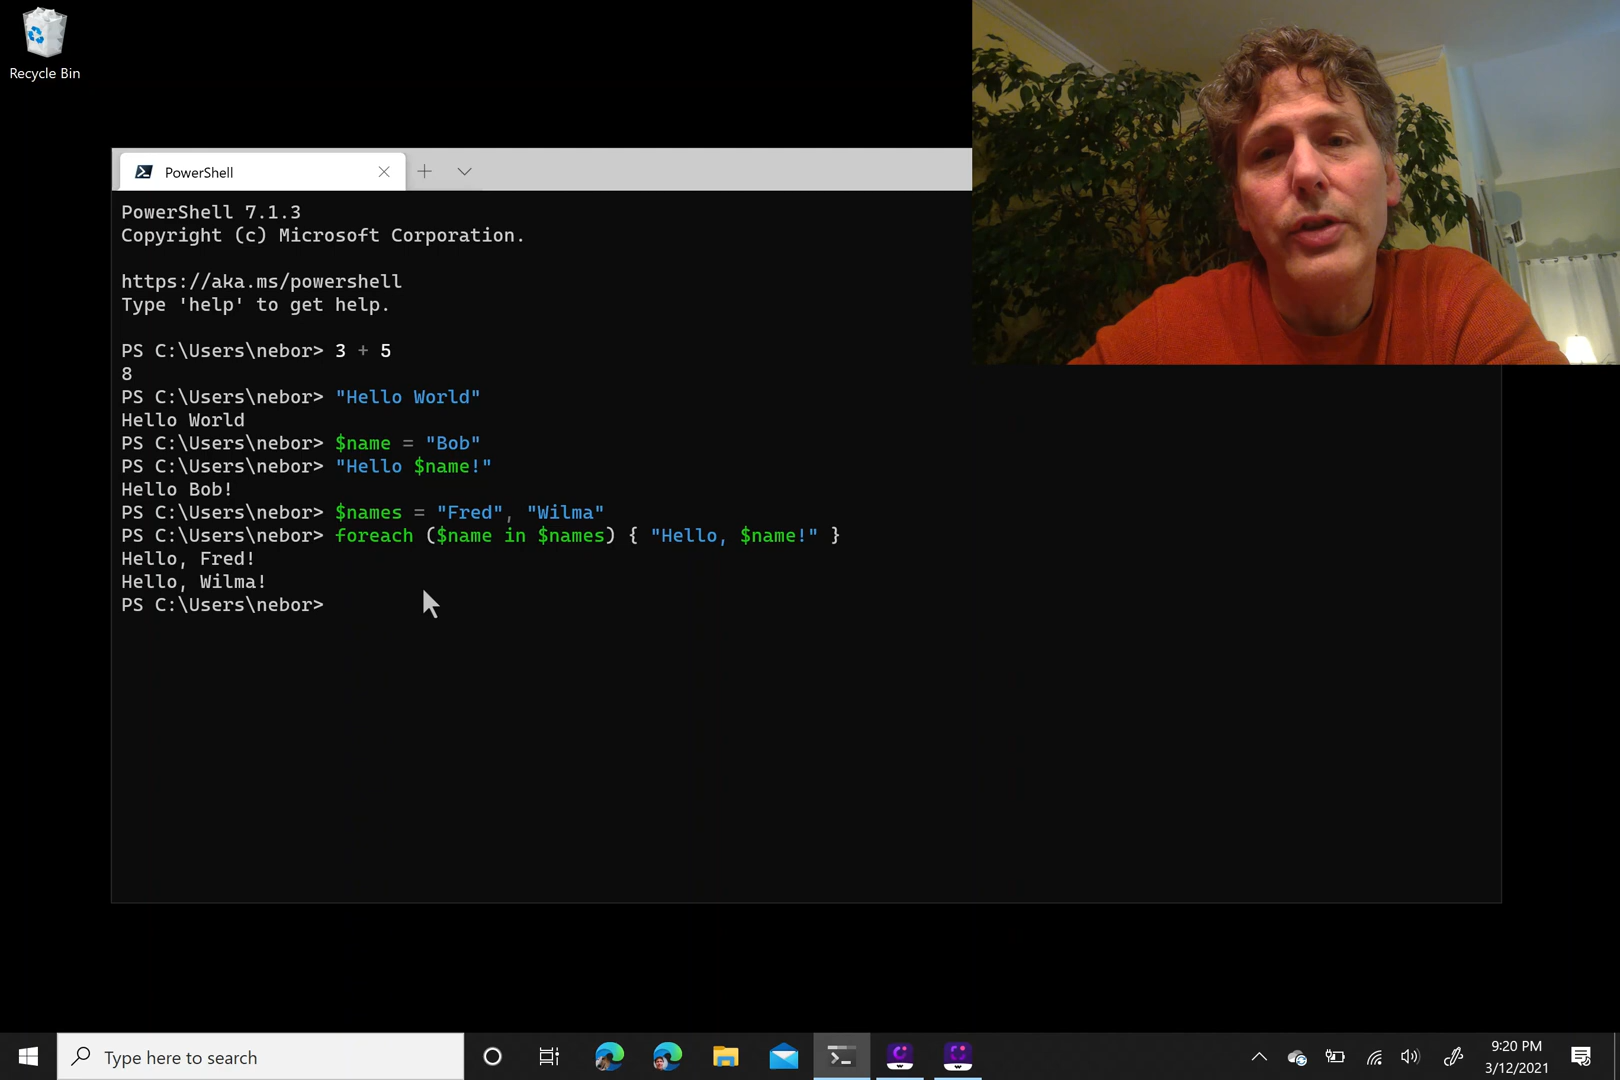 Recycle Bin
PowerShell
PowerShell 7.1.3
Copyright (c) Microsoft Corporation.
https://aka.ms/powershell
Type 'help' to get help.
PS C:\Users\nebor> 3 + 5
8
PS C:\Users\nebor> "Hello World"
Hello World
PS C:\Users\nebor> $name = "Bob"
PS C:\Users\nebor> "Hello $name!"
Hello Bob!
PS C:\Users\nebor> $names = "Fred", "Wilma"
PS C:\Users\nebor> foreach ($name in $names) { "Hello, $name!" }
Hello, Fred!
Hello, Wilma!
PS C:\Users\nebor>
Type here to search
9:20 PM
3/12/2021